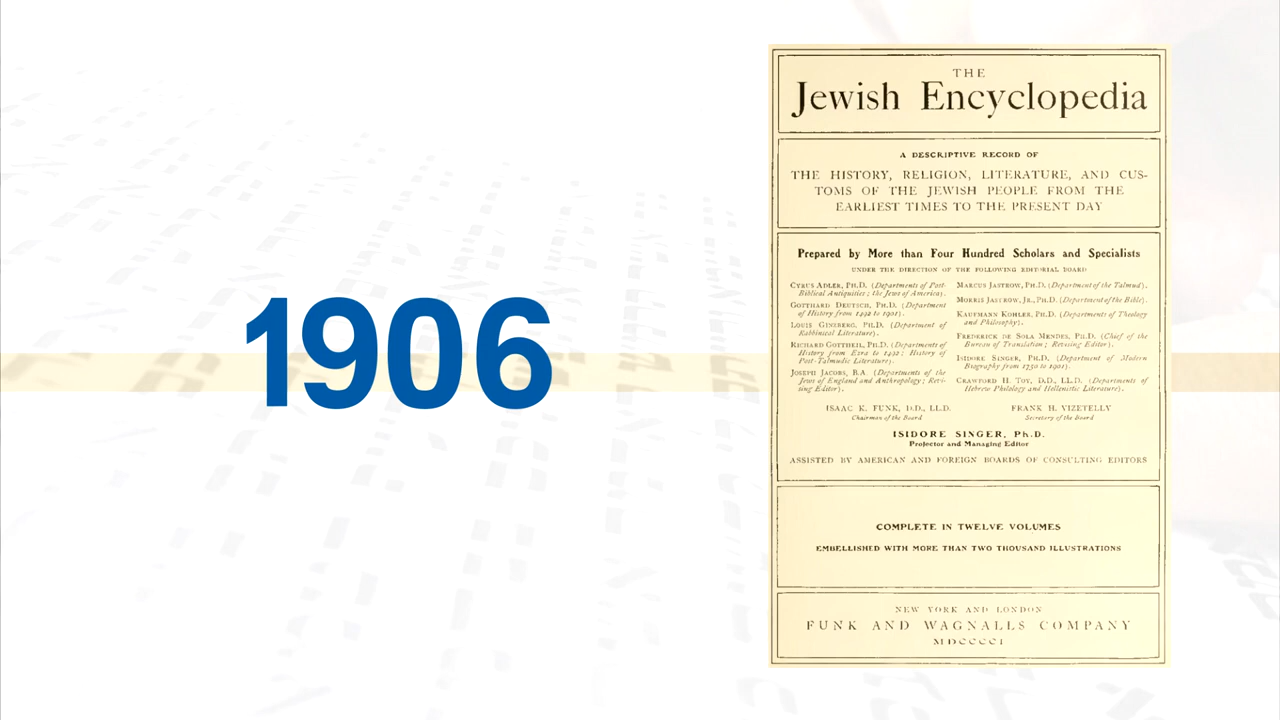 1906
THE
Jewish Encyclopedia
A DESCRIPTIVE RECORD OF
THE HISTORY, RELIGION, LITERATURE, AND CUS-
TOMS OF THE JEWISH PEOPLE FROM THE
EARLIEST TIMES TO THE PRESENT DAY
Prepared by More than Four Hundred Scholars and Specialists
UNDER THE DIRECTION OF THE FOLLOWING EDITORIAL BOARD
CYRUS ADLER, PH.D. (Departments of Post-
Biblical Antiquities; the Jews of America).
GOTTHARD DEUTSCH, PH.D. (Department
of History from 1492 to 1901).
LOUIS GINZBERG, PH.D. (Department of
Rabbinical Literature).
RICHARD GOTTHEIL, PH.D. (Departments of
History from Ezra to 1492; History of
Post-Talmudic Literature).
JOSEPH JACOBS, B.A. (Departments of the
Jews of England and Anthropology; Revi-
sing Editor).
MARCUS JASTROW, PH.D. (Department of the Talmud).
MORRIS JASTROW, JR., PH.D. (Department of the Bible).
KAUFMANN KOHLER, PH.D. (Departments of Theology
and Philosophy).
FREDERICK DE SOLA MENDES, PH.D. (Chief of the
Bureau of Translation; Revising Editor).
ISIDORE SINGER, PH.D. (Department of Modern
Biography from 1750 to 1901).
CRAWFORD H. TOY, D.D., LL.D. (Departments of
Hebrew Philology and Hellenistic Literature).
ISAAC K. FUNK, D.D., LL.D.
Chairman of the Board
FRANK H. VIZETELLY
Secretary of the Board
ISIDORE SINGER, Ph.D.
Projector and Managing Editor
ASSISTED BY AMERICAN AND FOREIGN BOARDS OF CONSULTING EDITORS
COMPLETE IN TWELVE VOLUMES
EMBELLISHED WITH MORE THAN TWO THOUSAND ILLUSTRATIONS
NEW YORK AND LONDON
FUNK AND WAGNALLS COMPANY
MDCCCCI